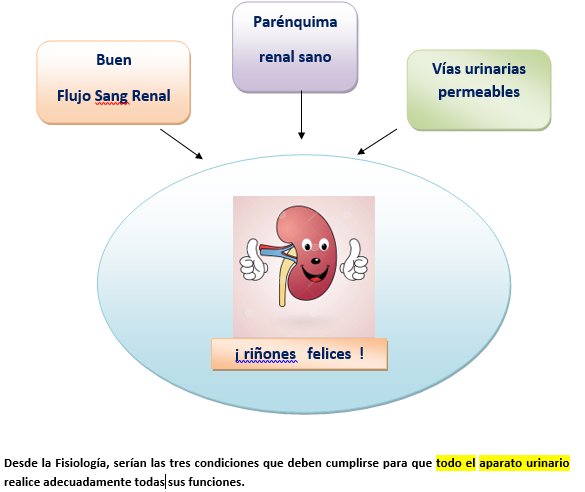 Buen
Flujo Sang Renal
Parénquima
renal sano
Vías urinarias
permeables
¡ riñones felices !
Desde la Fisiología, serían las tres condiciones que deben cumplirse para que todo el aparato urinario
realice adecuadamente todas sus funciones.